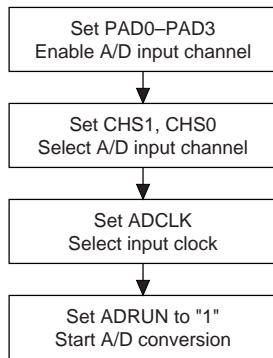 Set PAD0–PAD3
Enable A/D input channel
Set CHS1, CHS0
Select A/D input channel
Set ADCLK
Select input clock
Set ADRUN to "1"
Start A/D conversion